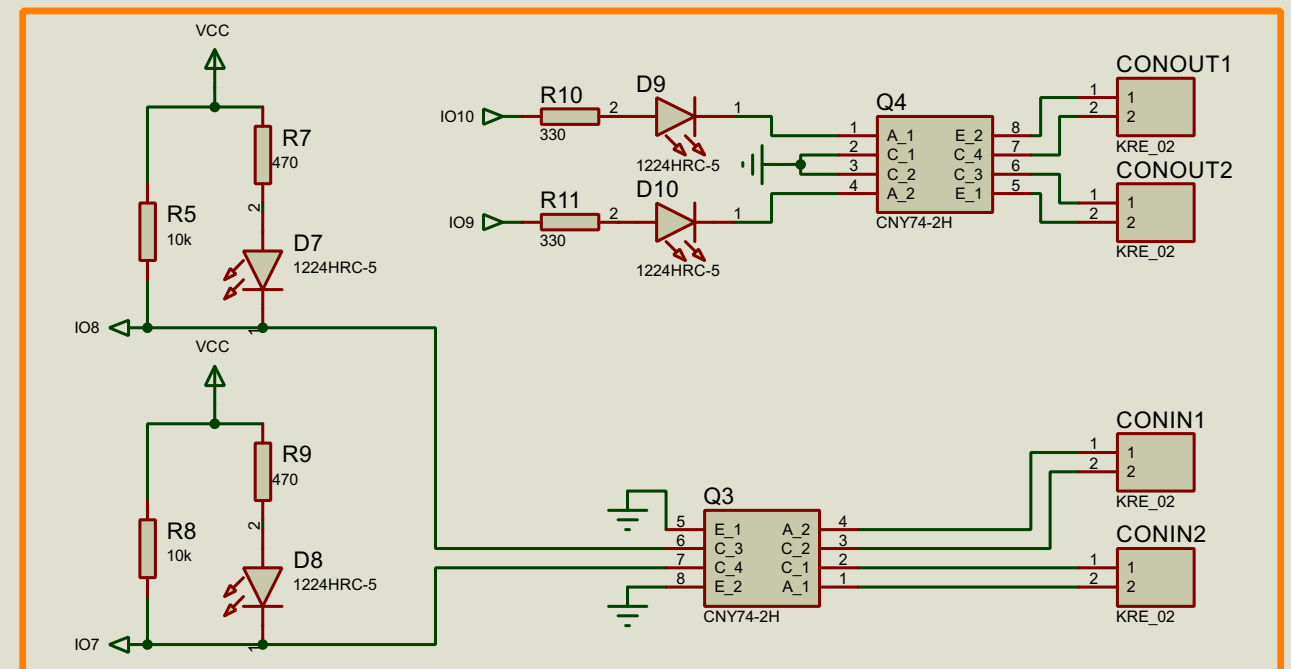 VCC
R7
470
R5
10k
2
D7
1224HRC-5
1
IO8
IO10
R10
330
2
D9
1
1224HRC-5
IO9
R11
330
2
D10
1
1224HRC-5
Q4
1 A_1 E_2 8
2 C_1 C_4 7
3 C_2 C_3 6
4 A_2 E_1 5
CNY74-2H
CONOUT1
1 1
2 2
KRE_02
CONOUT2
1 1
2 2
KRE_02
VCC
R9
470
R8
10k
2
D8
1224HRC-5
1
IO7
Q3
5 E_1 A_2 4
6 C_3 C_2 3
7 C_4 C_1 2
8 E_2 A_1 1
CNY74-2H
CONIN1
1 1
2 2
KRE_02
CONIN2
1 1
2 2
KRE_02